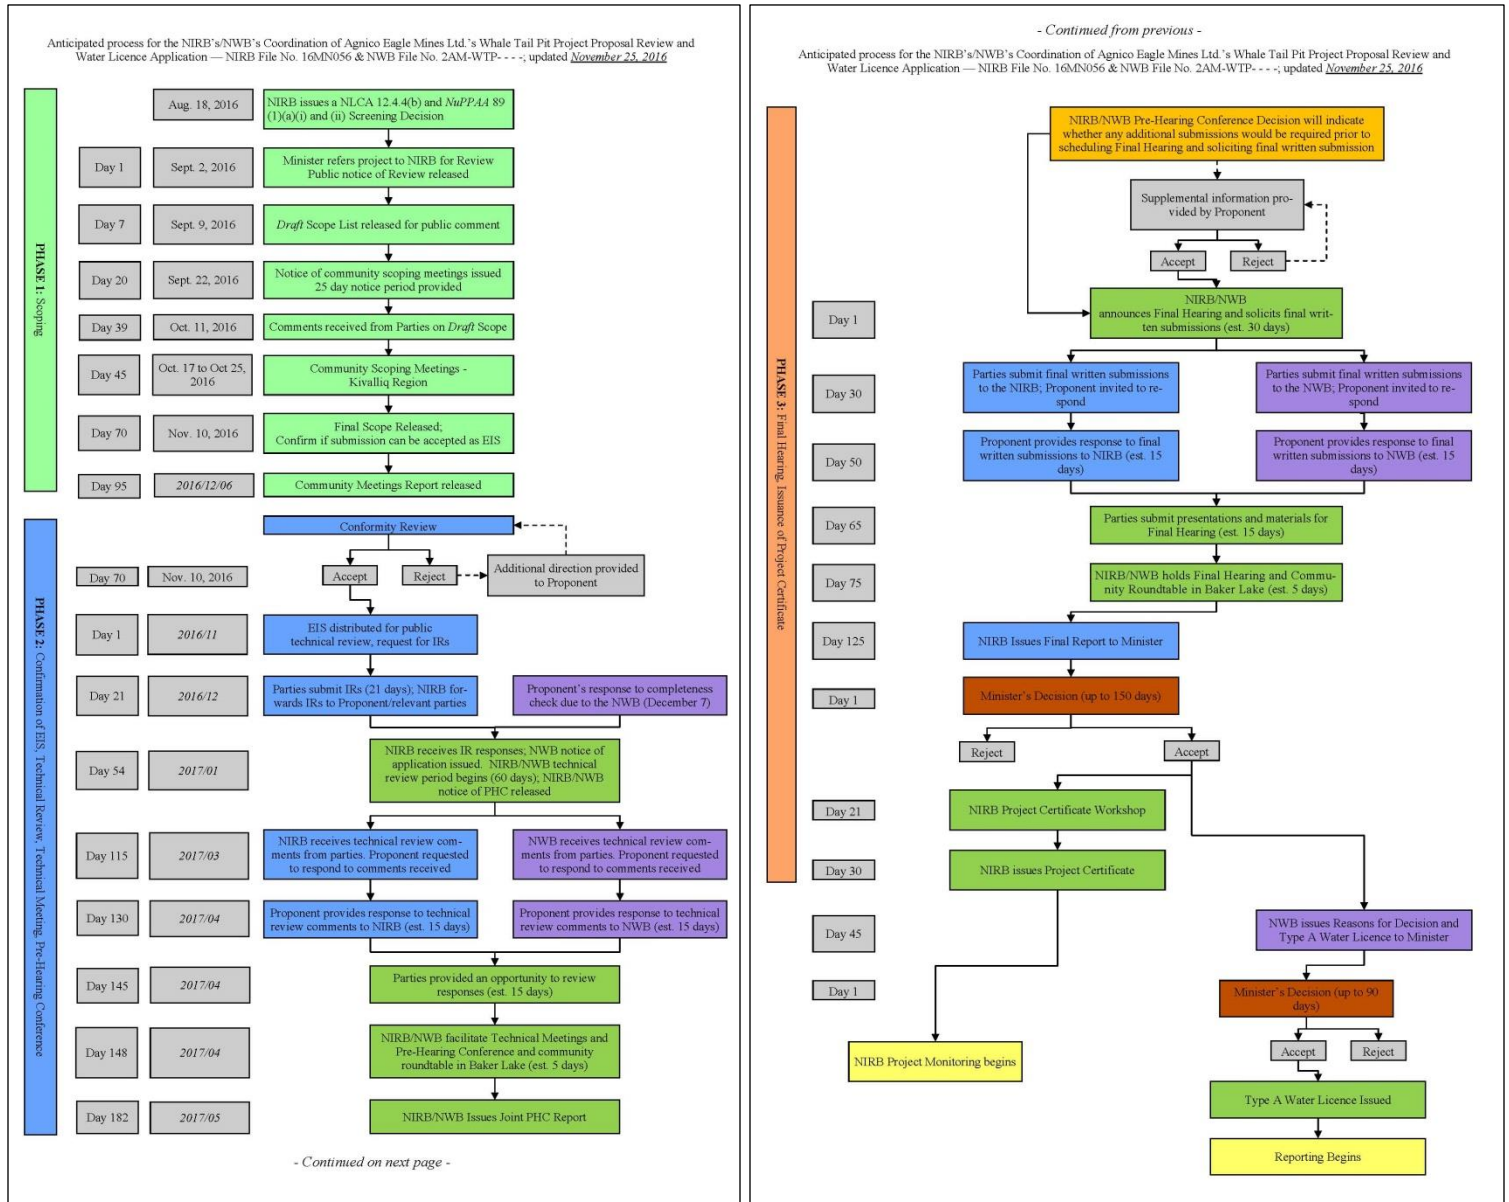 Anticipated process for the NIRB's/NWB's Coordination of Agnico Eagle Mines Ltd.'s Whale Tail Pit Project Proposal Review and
Water Licence Application — NIRB File No. 16MN056 & NWB File No. 2AM-WTP- - - -; updated November 25, 2016
PHASE 1: Scoping
Aug. 18, 2016
NIRB issues a NLCA 12.4.4(b) and NuPPAA 89
(1)(a)(i) and (ii) Screening Decision
Day 1
Sept. 2, 2016
Minister refers project to NIRB for Review
Public notice of Review released
Day 7
Sept. 9, 2016
Draft Scope List released for public comment
Day 20
Sept. 22, 2016
Notice of community scoping meetings issued
25 day notice period provided
Day 39
Oct. 11, 2016
Comments received from Parties on Draft Scope
Day 45
Oct. 17 to Oct 25,
2016
Community Scoping Meetings -
Kivalliq Region
Day 70
Nov. 10, 2016
Final Scope Released;
Confirm if submission can be accepted as EIS
Day 95
2016/12/06
Community Meetings Report released
PHASE 2: Confirmation of EIS, Technical Review, Technical Meeting, Pre-Hearing Conference
Conformity Review
Day 70
Nov. 10, 2016
Accept
Reject
Additional direction provided
to Proponent
Day 1
2016/11
EIS distributed for public
technical review, request for IRs
Day 21
2016/12
Parties submit IRs (21 days); NIRB for-
wards IRs to Proponent/relevant parties
Proponent's response to completeness
check due to the NWB (December 7)
Day 54
2017/01
NIRB receives IR responses; NWB notice of
application issued. NIRB/NWB technical
review period begins (60 days); NIRB/NWB
notice of PHC released
Day 115
2017/03
NIRB receives technical review com-
ments from parties. Proponent requested
to respond to comments received
NWB receives technical review com-
ments from parties. Proponent requested
to respond to comments received
Day 130
2017/04
Proponent provides response to technical
review comments to NIRB (est. 15 days)
Proponent provides response to technical
review comments to NWB (est. 15 days)
Day 145
2017/04
Parties provided an opportunity to review
responses (est. 15 days)
Day 148
2017/04
NIRB/NWB facilitate Technical Meetings and
Pre-Hearing Conference and community
roundtable in Baker Lake (est. 5 days)
Day 182
2017/05
NIRB/NWB Issues Joint PHC Report
- Continued on next page -
- Continued from previous -
Anticipated process for the NIRB's/NWB's Coordination of Agnico Eagle Mines Ltd.'s Whale Tail Pit Project Proposal Review and
Water Licence Application — NIRB File No. 16MN056 & NWB File No. 2AM-WTP- - - -; updated November 25, 2016
PHASE 3: Final Hearing, Issuance of Project Certificate
NIRB/NWB Pre-Hearing Conference Decision will indicate
whether any additional submissions would be required prior to
scheduling Final Hearing and soliciting final written submission
Supplemental information pro-
vided by Proponent
Accept
Reject
Day 1
NIRB/NWB
announces Final Hearing and solicits final writ-
ten submissions (est. 30 days)
Day 30
Parties submit final written submissions
to the NIRB; Proponent invited to re-
spond
Parties submit final written submissions
to the NWB; Proponent invited to re-
spond
Day 50
Proponent provides response to final
written submissions to NIRB (est. 15
days)
Proponent provides response to final
written submissions to NWB (est. 15
days)
Day 65
Parties submit presentations and materials for
Final Hearing (est. 15 days)
Day 75
NIRB/NWB holds Final Hearing and Commu-
nity Roundtable in Baker Lake (est. 5 days)
Day 125
NIRB Issues Final Report to Minister
Day 1
Minister's Decision (up to 150 days)
Reject
Accept
Day 21
NIRB Project Certificate Workshop
Day 30
NIRB issues Project Certificate
Day 45
NWB issues Reasons for Decision and
Type A Water Licence to Minister
Day 1
Minister's Decision (up to 90
days)
Accept
Reject
NIRB Project Monitoring begins
Type A Water Licence Issued
Reporting Begins